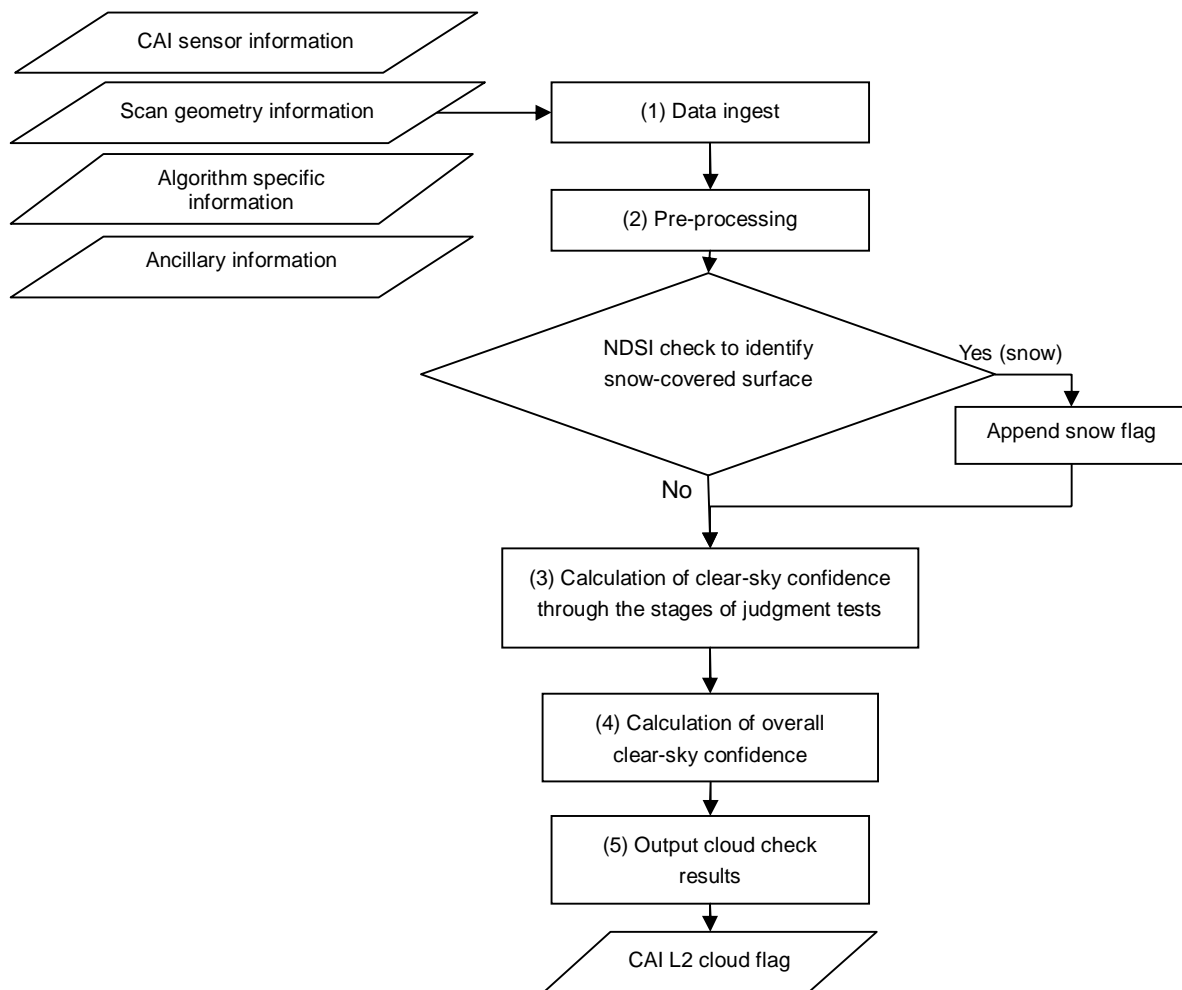 CAI sensor information
Scan geometry information
(1) Data ingest
Algorithm specific
information
(2) Pre-processing
Ancillary information
NDSI check to identify
snow-covered surface
Yes (snow)
Append snow flag
No
(3) Calculation of clear-sky confidence
through the stages of judgment tests
(4) Calculation of overall
clear-sky confidence
(5) Output cloud check
results
CAI L2 cloud flag